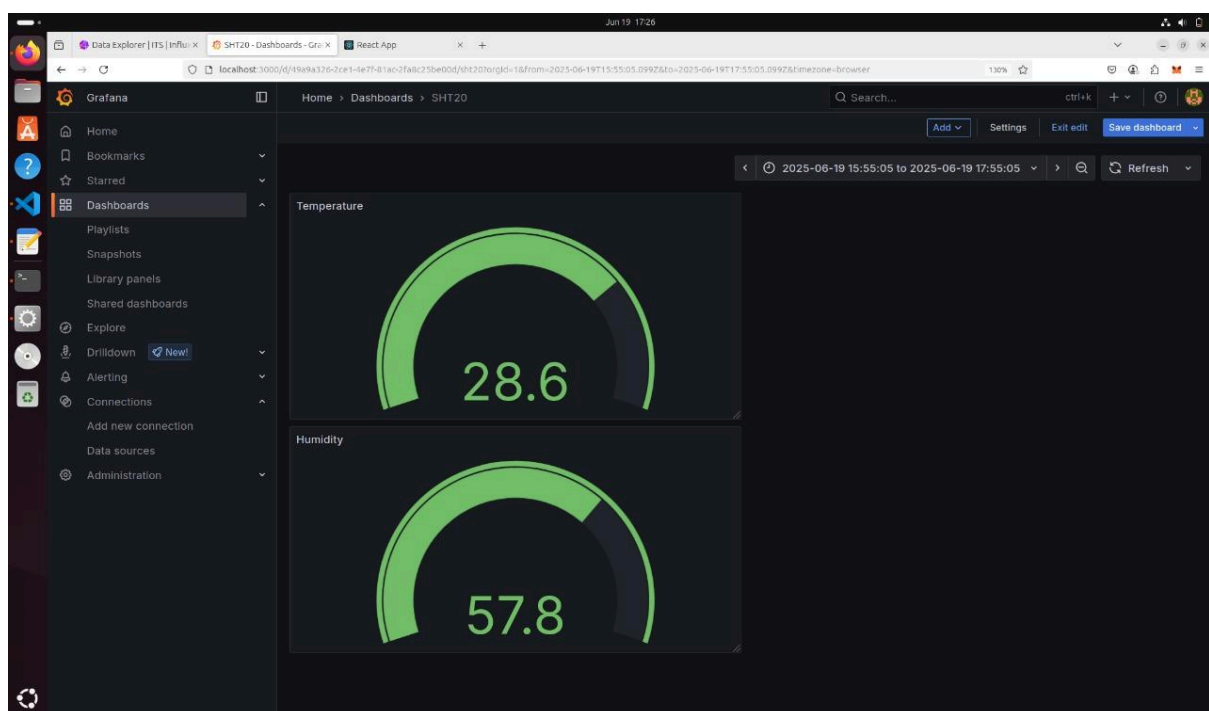 Jun 19 17:26
Data Explorer | ITS | Influ
SHT20 - Dashboards - Gra
React App
localhost:3000/d/49a9a326-2ce1-4e7f-81ac-2fa8c25be00d/sht20?orgId=1&from=2025-06-19T15:55:05.099Z&to=2025-06-19T17:55:05.099Z&timezone=browser
130%
Grafana
Home > Dashboards > SHT20
Search...
ctrl+k
Add
Settings
Exit edit
Save dashboard
2025-06-19 15:55:05 to 2025-06-19 17:55:05
Refresh
Home
Bookmarks
Starred
Dashboards
Playlists
Snapshots
Library panels
Shared dashboards
Explore
Drilldown New!
Alerting
Connections
Add new connection
Data sources
Administration
Temperature
28.6
Humidity
57.8